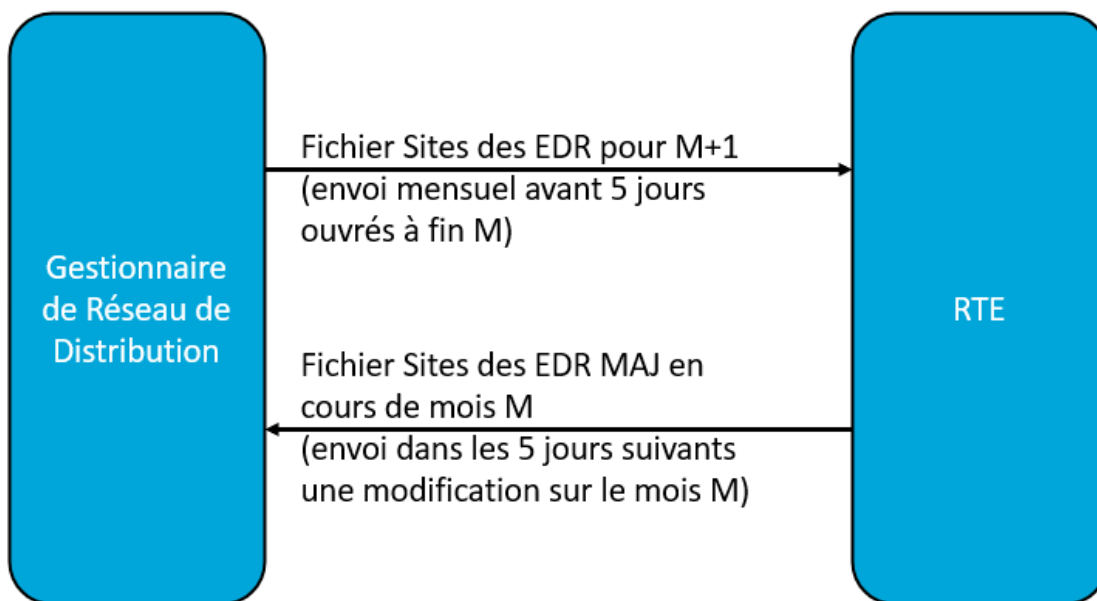 Fichier Sites des EDR pour M+1
(envoi mensuel avant 5 jours
ouvrés à fin M)
Gestionnaire
de Réseau de
Distribution
RTE
Fichier Sites des EDR MAJ en
cours de mois M
(envoi dans les 5 jours suivants
une modification sur le mois M)